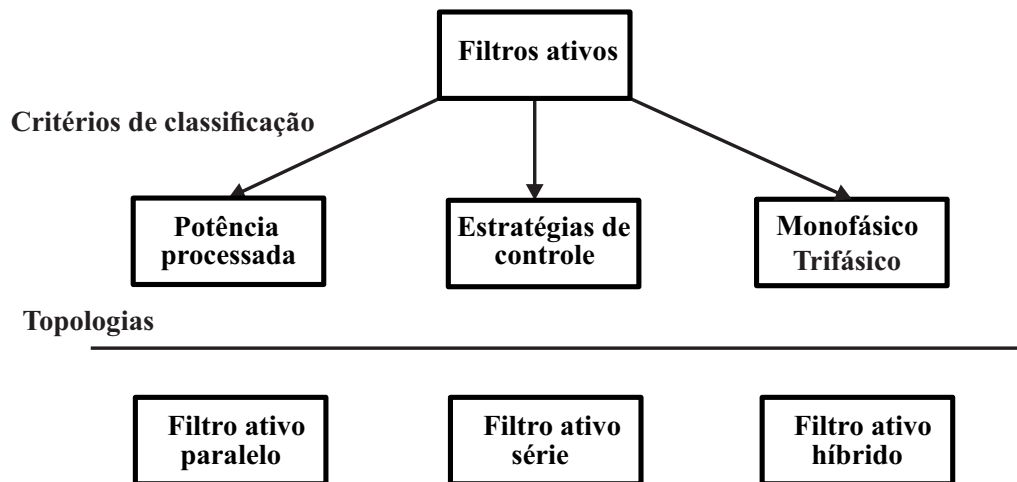 Filtros ativos
Critérios de classificação
Potência
processada
Estratégias de
controle
Monofásico
Trifásico
Topologias
Filtro ativo
paralelo
Filtro ativo
série
Filtro ativo
híbrido